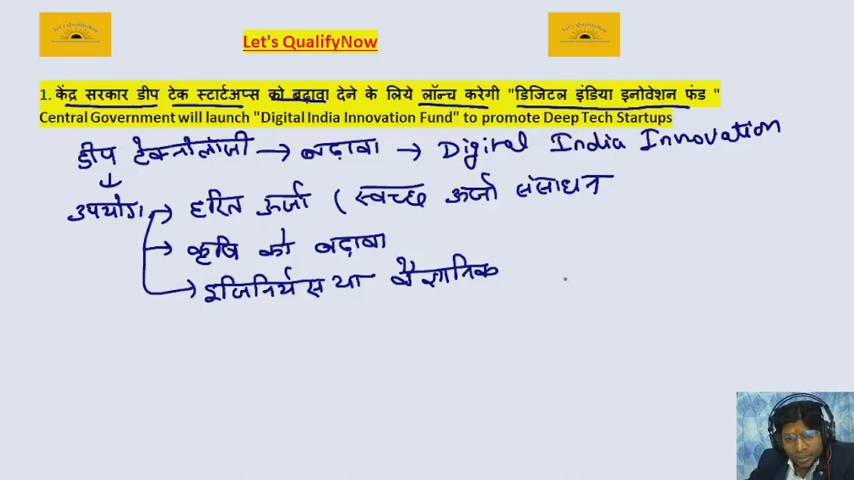 Let's QualifyNow
1. केंद्र सरकार डीप टेक स्टार्टअप्स को बढ़ावा देने के लिये लॉन्च करेगी "डिजिटल इंडिया इनोवेशन फंड "
Central Government will launch "Digital India Innovation Fund" to promote Deep Tech Startups
डीप टेक्नोलॉजी → बढ़ावा → Digital India Innovation
उपयोग → हरित ऊर्जा ( स्वच्छ ऊर्जा संसाधन
→ कृषि को बढ़ावा
→ इंजिनियर्स या वैज्ञानिक